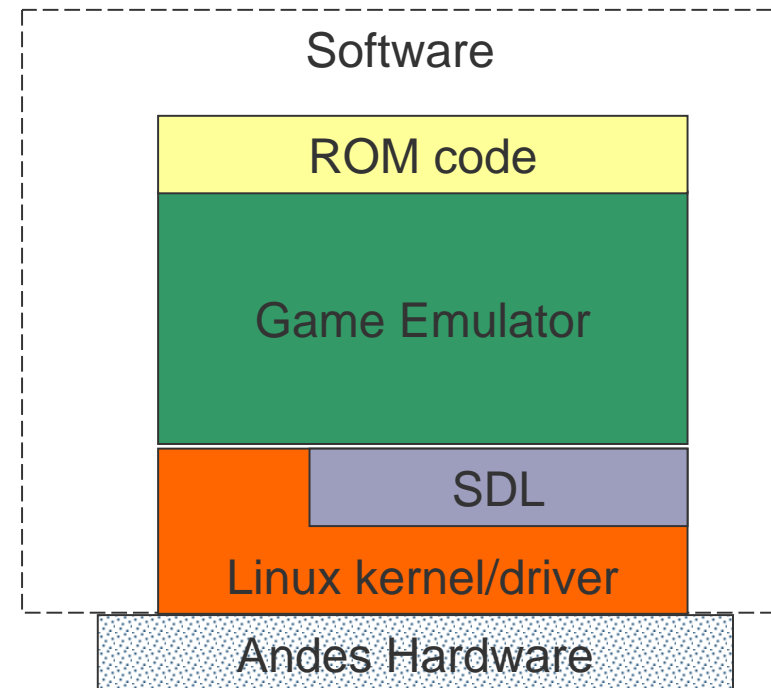 Software
ROM code
Game Emulator
SDL
Linux kernel/driver
Andes Hardware